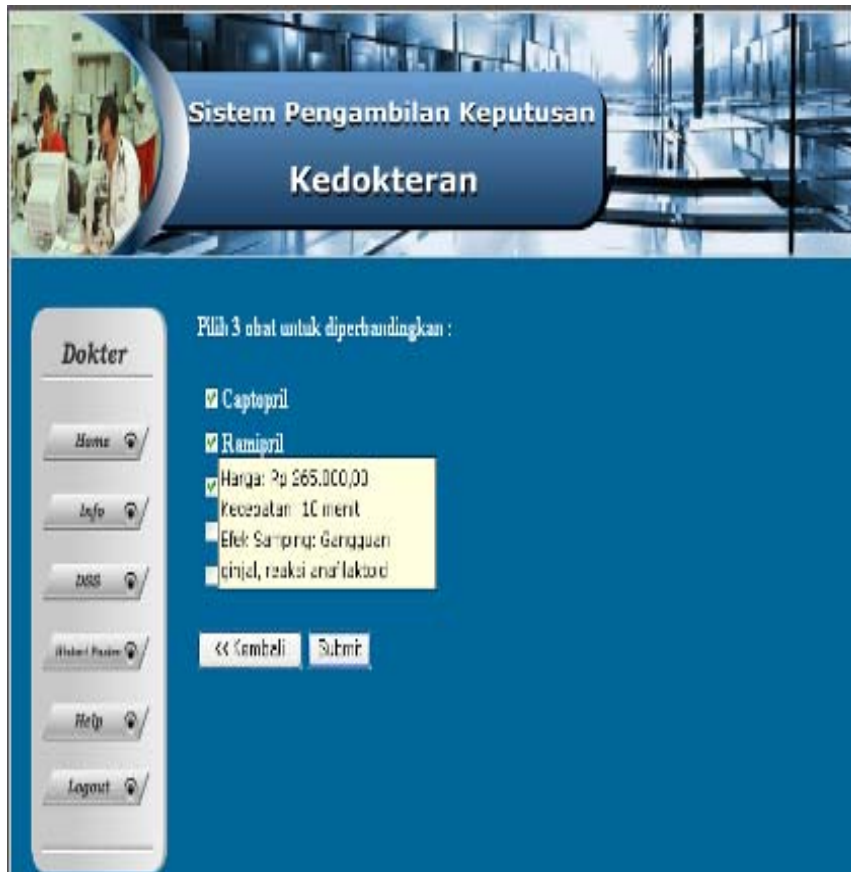 Sistem Pengambilan Keputusan
Kedokteran
Dokter
Home
Info
DSS
Help
Logout
Pilih 3 obat untuk diperbandingkan :
Captopril
Ramipril
Harga: Rp 265.000,00
Kecepatan: 10 menit
Efek Samping: Gangguan
ginjal, reaksi anafilaktoid
<< Kembali
Submit